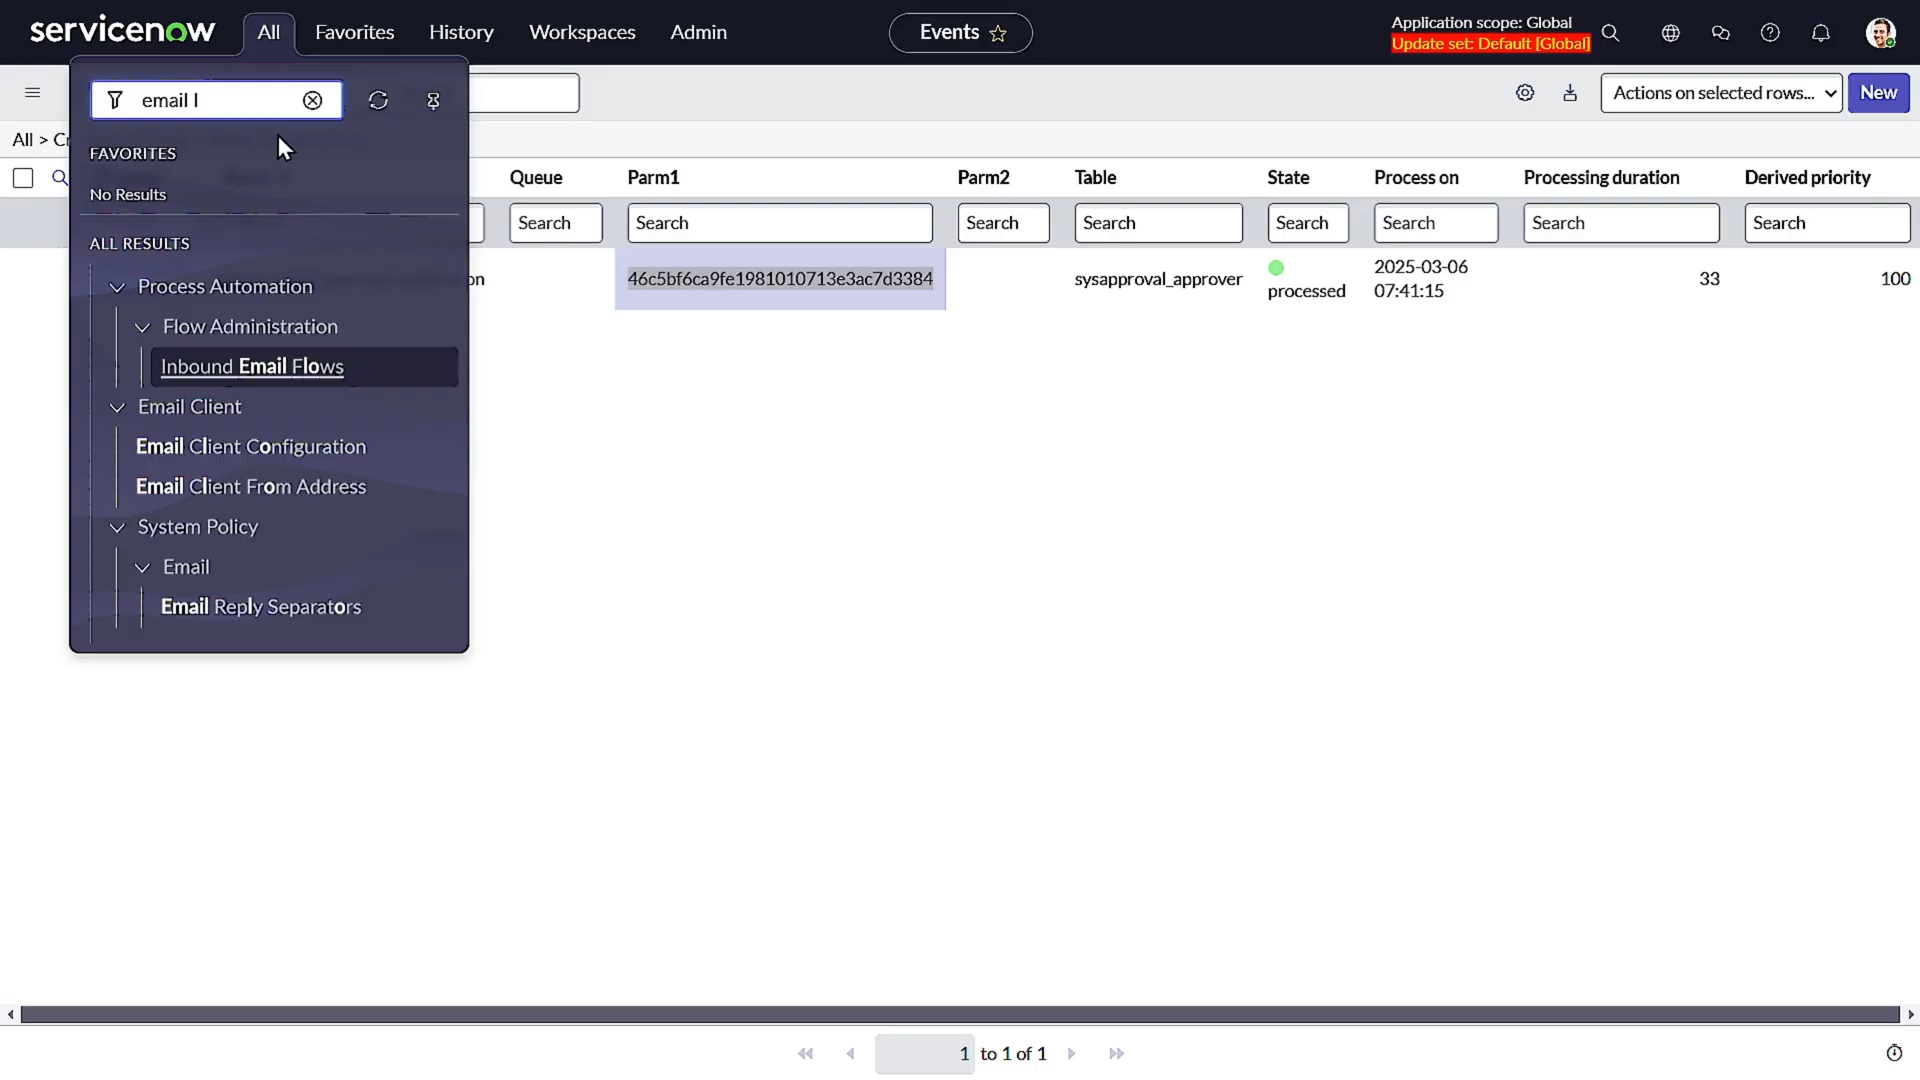 servicenow
All
Favorites
History
Workspaces
Admin
Events
Application scope: Global
Update set: Default [Global]
email l
Actions on selected rows...
New
All > Cr
FAVORITES
No Results
ALL RESULTS
Process Automation
Flow Administration
Inbound Email Flows
Email Client
Email Client Configuration
Email Client From Address
System Policy
Email
Email Reply Separators
Queue
Parm1
Parm2
Table
State
Process on
Processing duration
Derived priority
Search
Search
Search
Search
Search
Search
Search
Search
on
46c5bf6ca9fe1981010713e3ac7d3384
sysapproval_approver
processed
2025-03-06
07:41:15
33
100
1 to 1 of 1